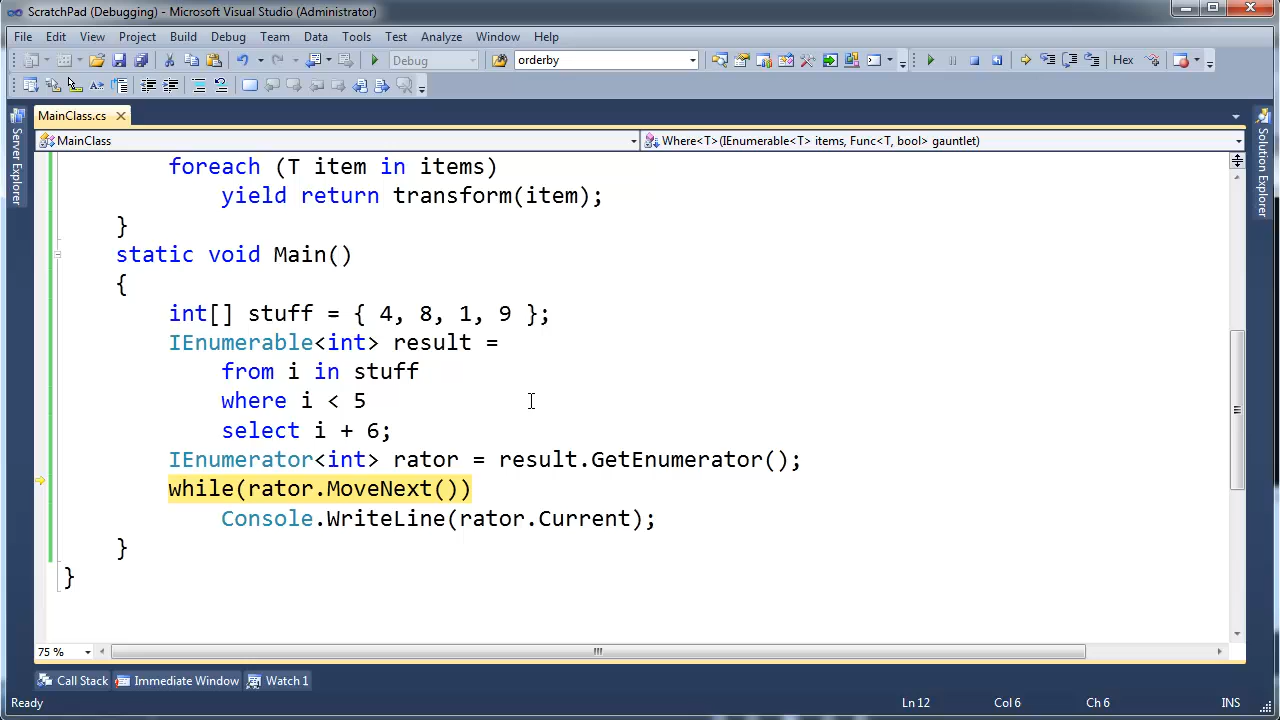 ScratchPad (Debugging) - Microsoft Visual Studio (Administrator)
File Edit View Project Build Debug Team Data Tools Test Analyze Window Help
Debug orderby Hex
MainClass.cs
MainClass Where<T>(IEnumerable<T> items, Func<T, bool> gauntlet)
Server Explorer
Solution Explorer
foreach (T item in items)
yield return transform(item);
}
static void Main()
{
int[] stuff = { 4, 8, 1, 9 };
IEnumerable<int> result =
from i in stuff
where i < 5
select i + 6;
IEnumerator<int> rator = result.GetEnumerator();
while(rator.MoveNext())
Console.WriteLine(rator.Current);
}
}
75 %
Call Stack Immediate Window Watch 1
Ready Ln 12 Col 6 Ch 6 INS